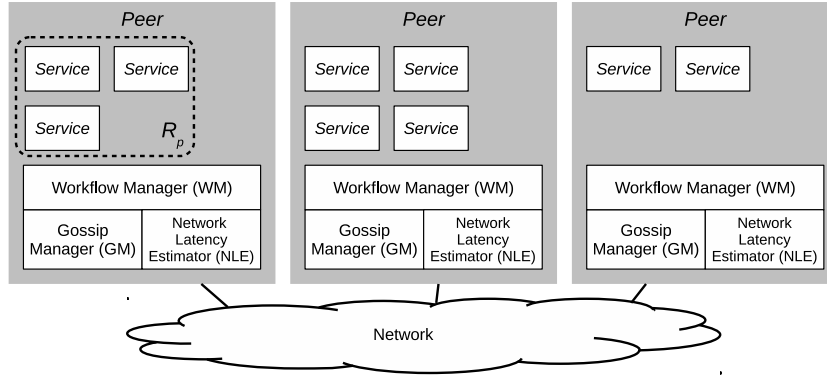 Peer
Service Service
Service
R_p
Workflow Manager (WM)
Gossip
Manager (GM)
Network
Latency
Estimator (NLE)
Peer
Service Service
Service Service
Workflow Manager (WM)
Gossip
Manager (GM)
Network
Latency
Estimator (NLE)
Peer
Service Service
Workflow Manager (WM)
Gossip
Manager (GM)
Network
Latency
Estimator (NLE)
Network